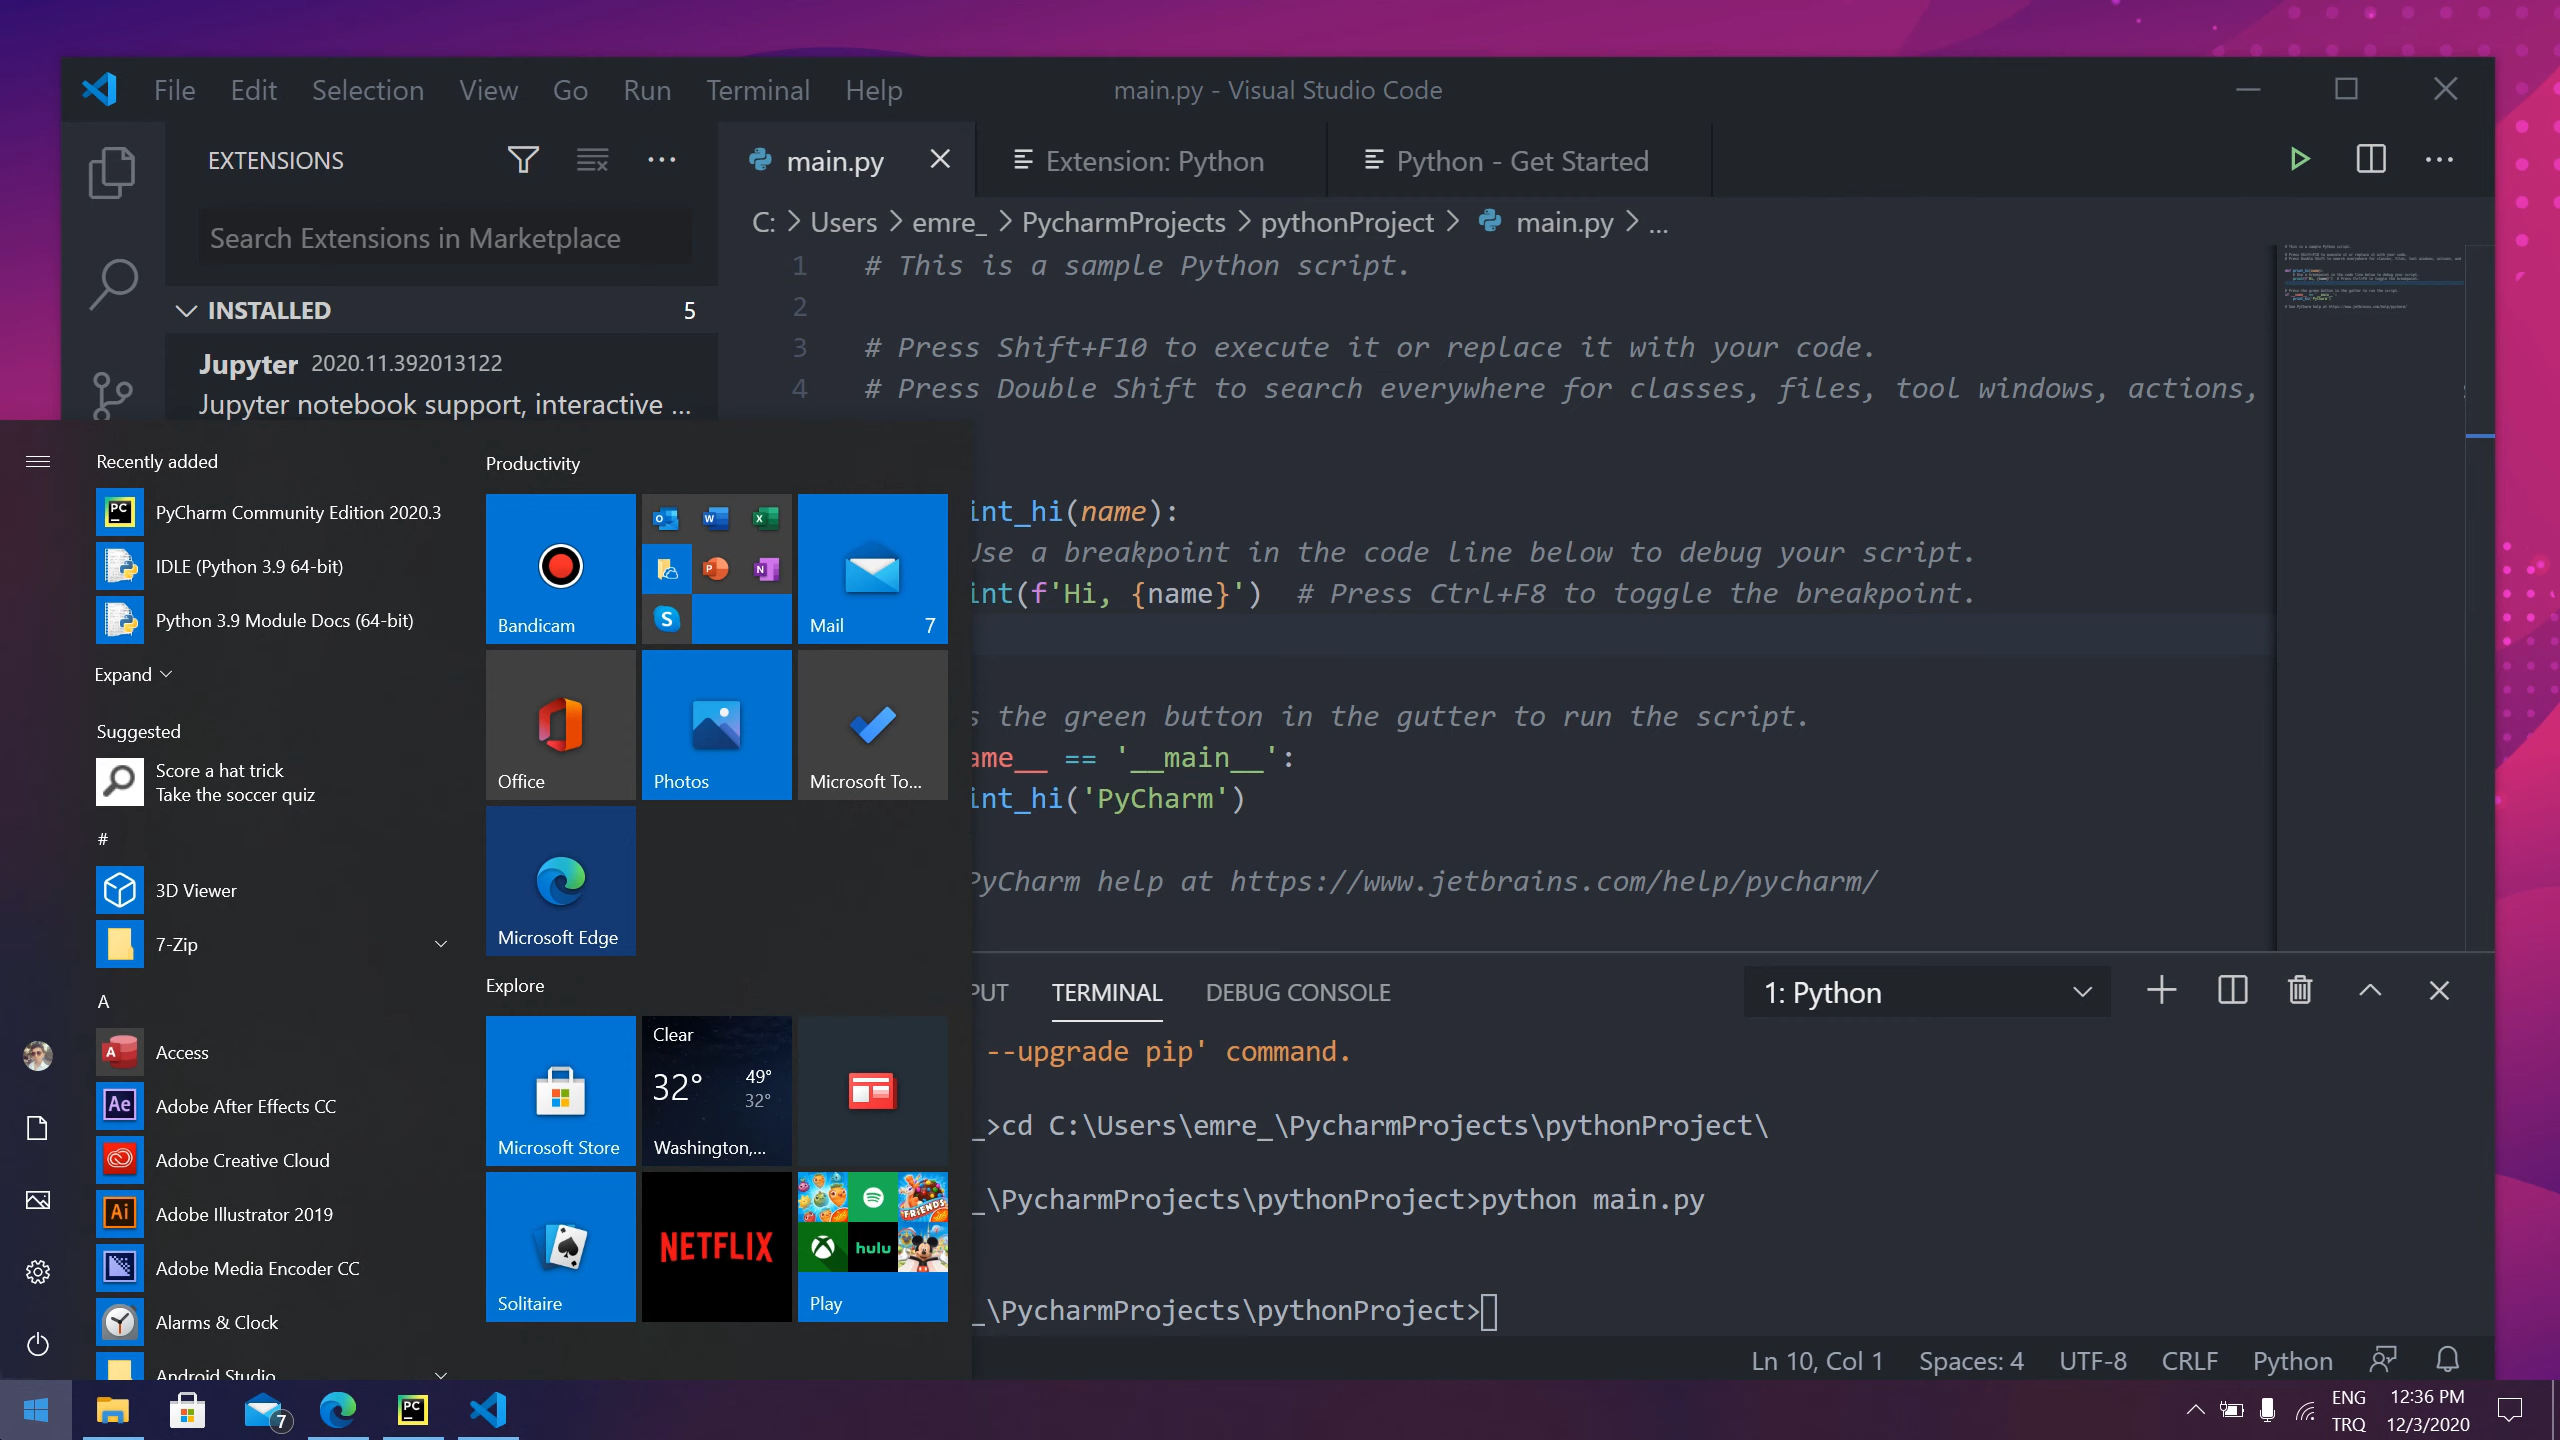 File Edit Selection View Go Run Terminal Help
main.py - Visual Studio Code
EXTENSIONS
Search Extensions in Marketplace
INSTALLED 5
Jupyter 2020.11.392013122
Jupyter notebook support, interactive ...
main.py
Extension: Python
Python - Get Started
C: > Users > emre_ > PycharmProjects > pythonProject > main.py > ...
1 # This is a sample Python script.
2
3 # Press Shift+F10 to execute it or replace it with your code.
4 # Press Double Shift to search everywhere for classes, files, tool windows, actions,
int_hi(name):
Use a breakpoint in the code line below to debug your script.
int(f'Hi, {name}') # Press Ctrl+F8 to toggle the breakpoint.
s the green button in the gutter to run the script.
ame__ == '__main__':
int_hi('PyCharm')
PyCharm help at https://www.jetbrains.com/help/pycharm/
PUT TERMINAL DEBUG CONSOLE
1: Python
--upgrade pip' command.
_>cd C:\Users\emre_\PycharmProjects\pythonProject\
_\PycharmProjects\pythonProject>python main.py
_\PycharmProjects\pythonProject>
Ln 10, Col 1 Spaces: 4 UTF-8 CRLF Python
Recently added
PC PyCharm Community Edition 2020.3
IDLE (Python 3.9 64-bit)
Python 3.9 Module Docs (64-bit)
Expand
Suggested
Score a hat trick
Take the soccer quiz
#
3D Viewer
7-Zip
A
A Access
Ae Adobe After Effects CC
Adobe Creative Cloud
Ai Adobe Illustrator 2019
Adobe Media Encoder CC
Alarms & Clock
Android Studio
Productivity
Bandicam
O W X
P N
S
Mail 7
Office
Photos
Microsoft To...
Microsoft Edge
Explore
Microsoft Store
Clear
32° 49°
32°
Washington,...
Solitaire
NETFLIX
FRIENDS
hulu
Play
7
PC
ENG
TRQ
12:36 PM
12/3/2020